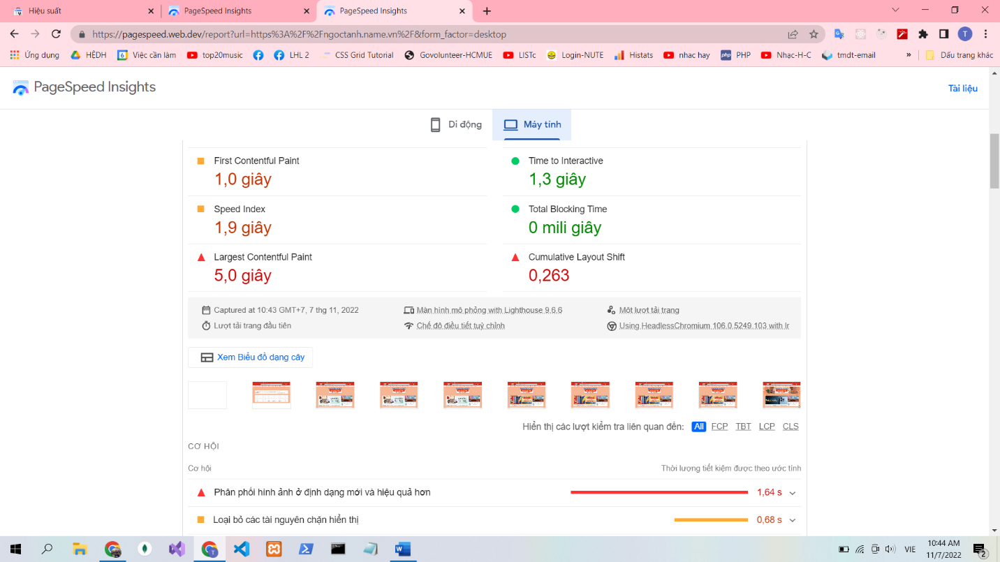 Hiệu suất
PageSpeed Insights
PageSpeed Insights
https://pagespeed.web.dev/report?url=https%3A%2F%2Fngoctanh.name.vn%2F&form_factor=desktop
T
Ứng dụng
HỆDH
6
Việc cần làm
top20music
LHL 2
CSS Grid Tutorial
Govolunteer-HCMUE
LISTc
Login-NUTE
Histats
nhac hay
php
PHP
Nhạc-H-C
tmdt-email
»
Dấu trang khác
PageSpeed Insights
Tài liệu
Di động
Máy tính
First Contentful Paint
1,0 giây
Time to Interactive
1,3 giây
Speed Index
1,9 giây
Total Blocking Time
0 mili giây
Largest Contentful Paint
5,0 giây
Cumulative Layout Shift
0,263
Captured at 10:43 GMT+7, 7 thg 11, 2022
Màn hình mô phỏng with Lighthouse 9.6.6
Một lượt tải trang
Lượt tải trang đầu tiên
Chế độ điều tiết tuỳ chỉnh
Using HeadlessChromium 106.0.5249.103 with lr
Xem Biểu đồ dạng cây
Hiển thị các lượt kiểm tra liên quan đến:
All
FCP
TBT
LCP
CLS
CƠ HỘI
Cơ hội
Thời lượng tiết kiệm được theo ước tính
Phân phối hình ảnh ở định dạng mới và hiệu quả hơn
1,64 s
Loại bỏ các tài nguyên chặn hiển thị
0,68 s
T
VIE
10:44 AM
11/7/2022
2